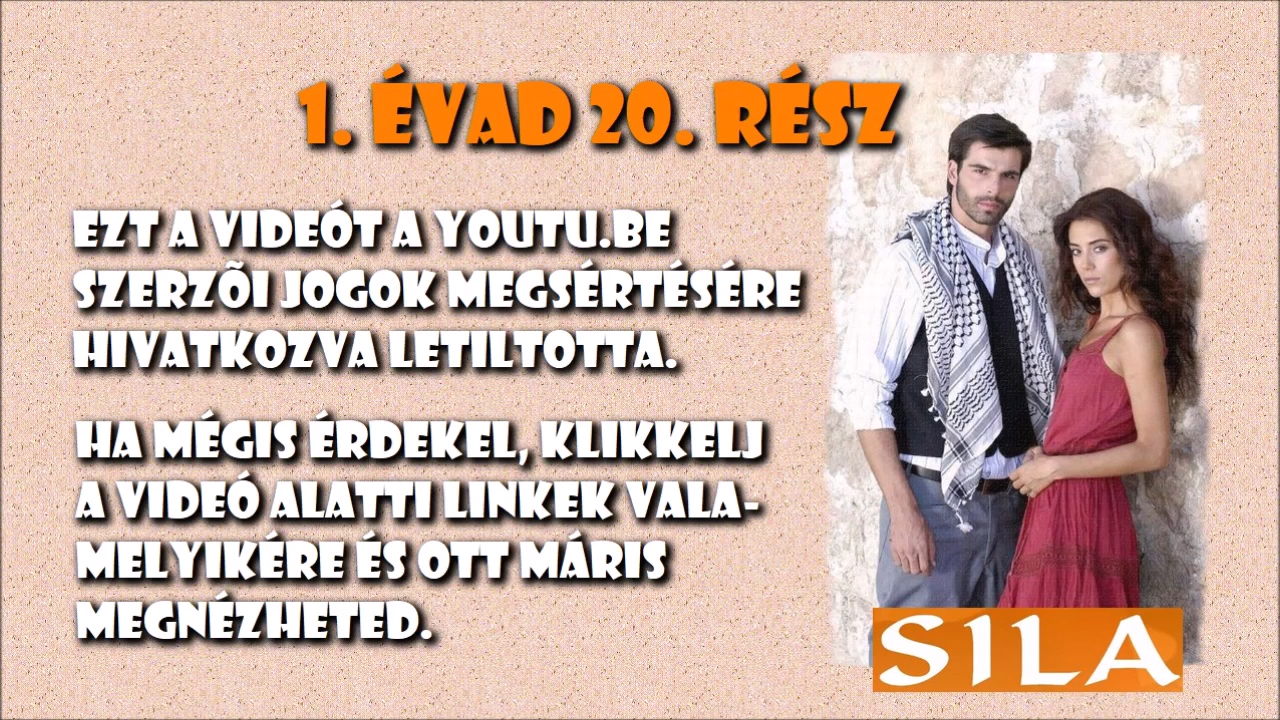 1. ÉVAD 20. RÉSZ
EZT A VIDEÓT A YOUTU.BE
SZERZÕI JOGOK MEGSÉRTÉSÉRE
HIVATKOZVA LETILTOTTA.
HA MÉGIS ÉRDEKEL, KLIKKELJ
A VIDEÓ ALATTI LINKEK VALA-
MELYIKÉRE ÉS OTT MÁRIS
MEGNÉZHETED.
SILA